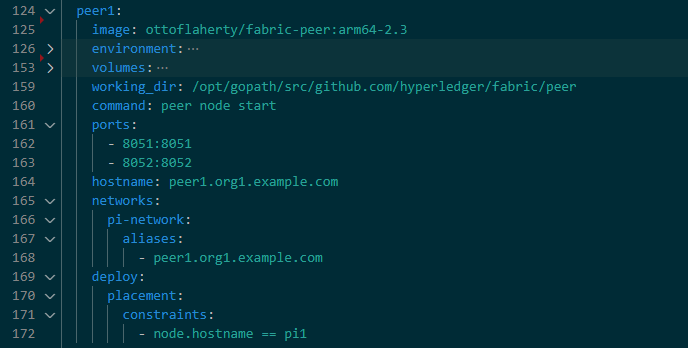 124 peer1:
125 image: ottoflaherty/fabric-peer:arm64-2.3
126 environment: ...
153 volumes: ...
159 working_dir: /opt/gopath/src/github.com/hyperledger/fabric/peer
160 command: peer node start
161 ports:
162 - 8051:8051
163 - 8052:8052
164 hostname: peer1.org1.example.com
165 networks:
166 pi-network:
167 aliases:
168 - peer1.org1.example.com
169 deploy:
170 placement:
171 constraints:
172 - node.hostname == pi1